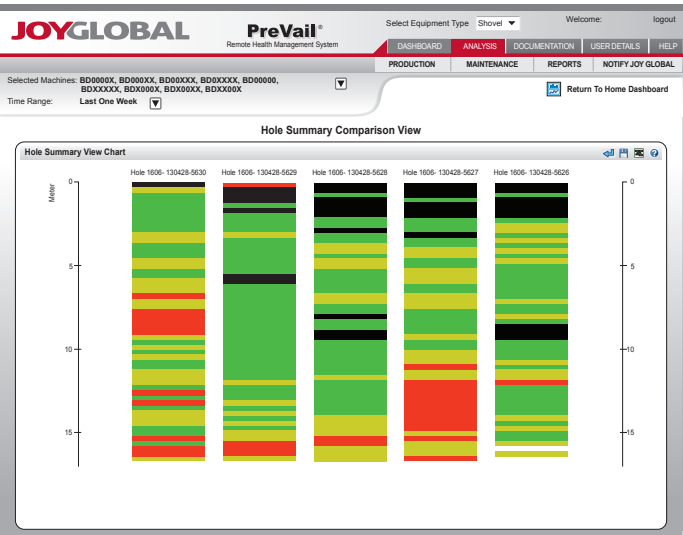 JOYGLOBAL
PreVail®
Remote Health Management System
Select Equipment Type Shovel
Welcome:
logout
DASHBOARD ANALYSIS DOCUMENTATION USER DETAILS HELP
PRODUCTION MAINTENANCE REPORTS NOTIFY JOY GLOBAL
Selected Machines: BD0000X, BD000XX, BD00XXX, BD0XXXX, BD00000,
BDXXXXX, BDX000X, BDX00XX, BDXX00X
Time Range: Last One Week
Return To Home Dashboard
Hole Summary Comparison View
Hole Summary View Chart
Hole 1606- 130428-5630 Hole 1606- 130428-5629 Hole 1606- 130428-5628 Hole 1606- 130428-5627 Hole 1606- 130428-5626
Meter
0 0
5 5
10 10
15 15